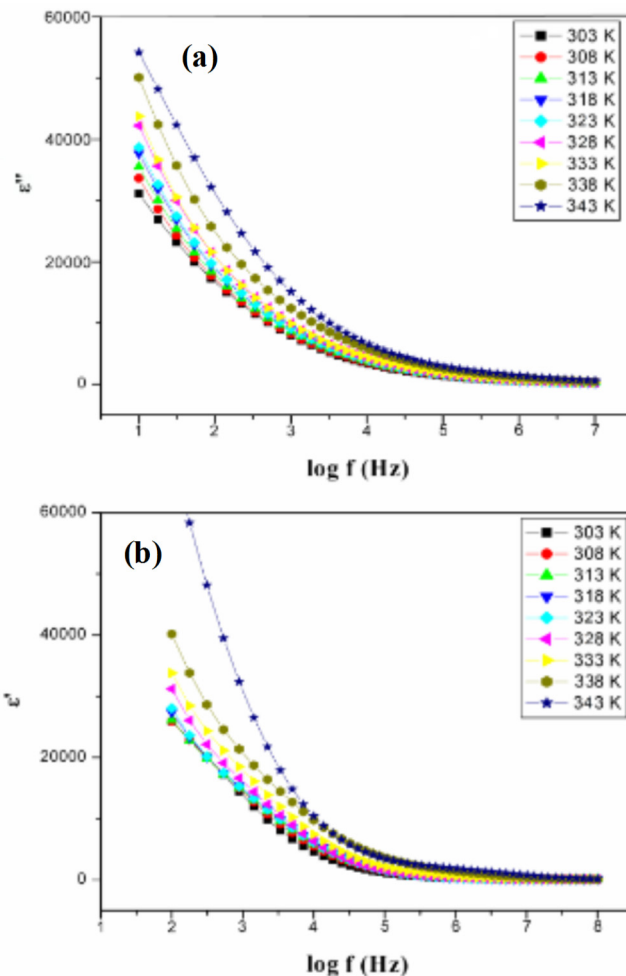 60000
40000
20000
0
ε''
(a)
303 K
308 K
313 K
318 K
323 K
328 K
333 K
338 K
343 K
1 2 3 4 5 6 7
log f (Hz)
60000
40000
20000
0
ε'
(b)
303 K
308 K
313 K
318 K
323 K
328 K
333 K
338 K
343 K
1 2 3 4 5 6 7 8
log f (Hz)